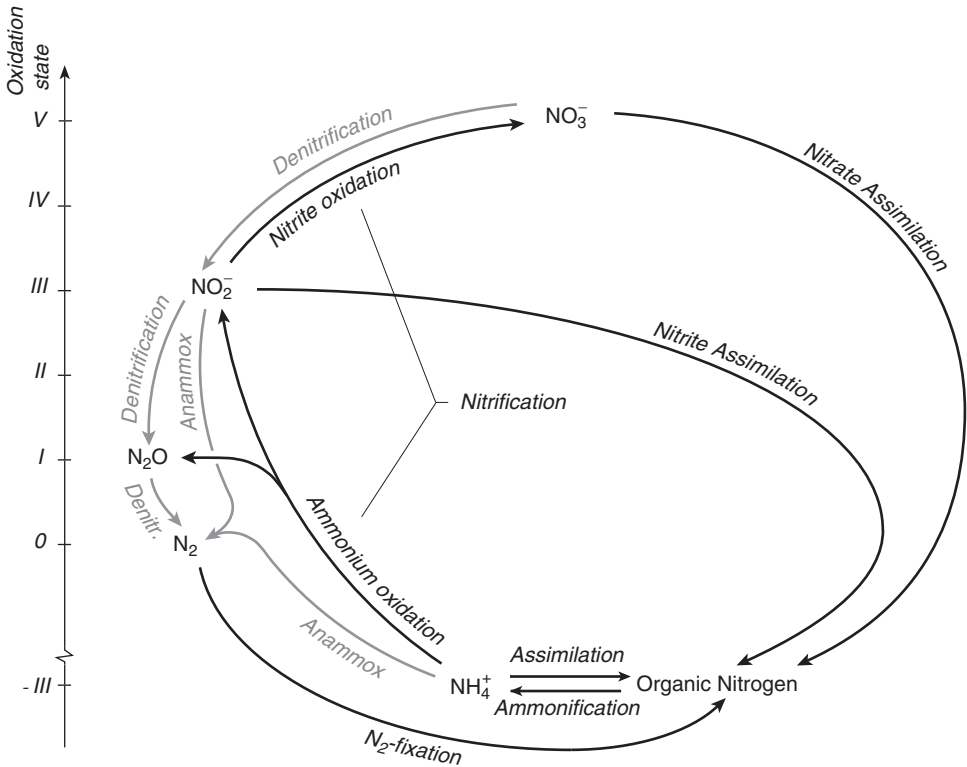 Oxidation
state
V
IV
III
II
I
0
- III
NO₃⁻
Denitrification
Nitrite oxidation
Nitrate Assimilation
NO₂⁻
Nitrite Assimilation
Denitrification
Anammox
Nitrification
N₂O
Denitr.
N₂
Ammonium oxidation
Anammox
NH₄⁺
Assimilation
Ammonification
Organic Nitrogen
N₂-fixation